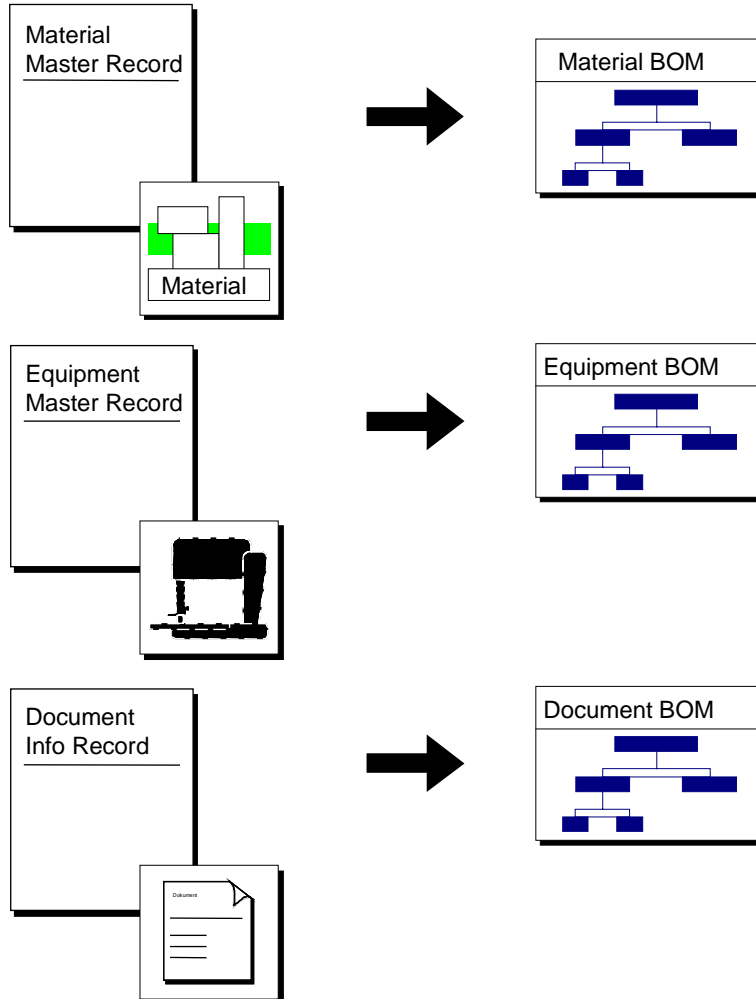 Material
Master Record
Material BOM
Material
Equipment
Master Record
Equipment BOM
Document
Info Record
Document BOM
Dokument